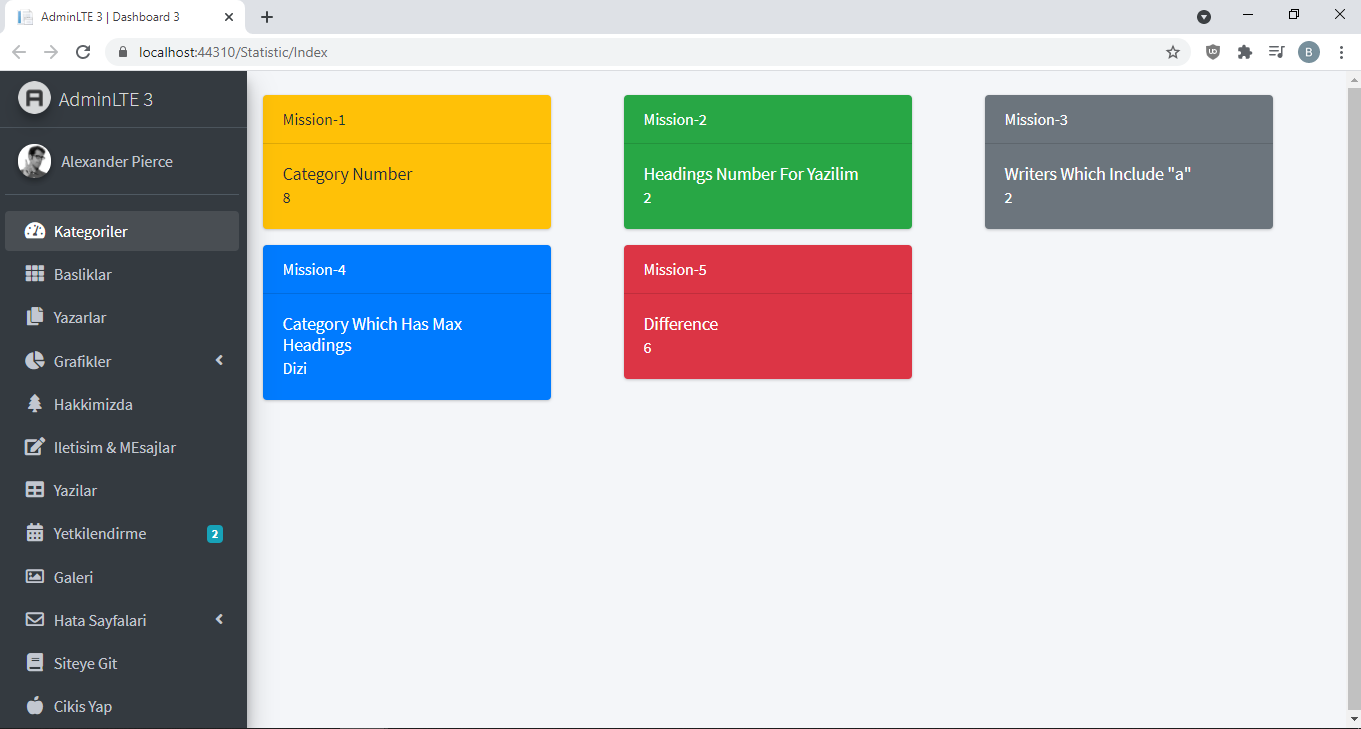 AdminLTE 3 | Dashboard 3
localhost:44310/Statistic/Index
B
AdminLTE 3
Alexander Pierce
Kategoriler
Basliklar
Yazarlar
Grafikler
Hakkimizda
Iletisim & MEsajlar
Yazilar
Yetkilendirme 2
Galeri
Hata Sayfalari
Siteye Git
Cikis Yap
Mission-1
Category Number
8
Mission-2
Headings Number For Yazilim
2
Mission-3
Writers Which Include "a"
2
Mission-4
Category Which Has Max
Headings
Dizi
Mission-5
Difference
6